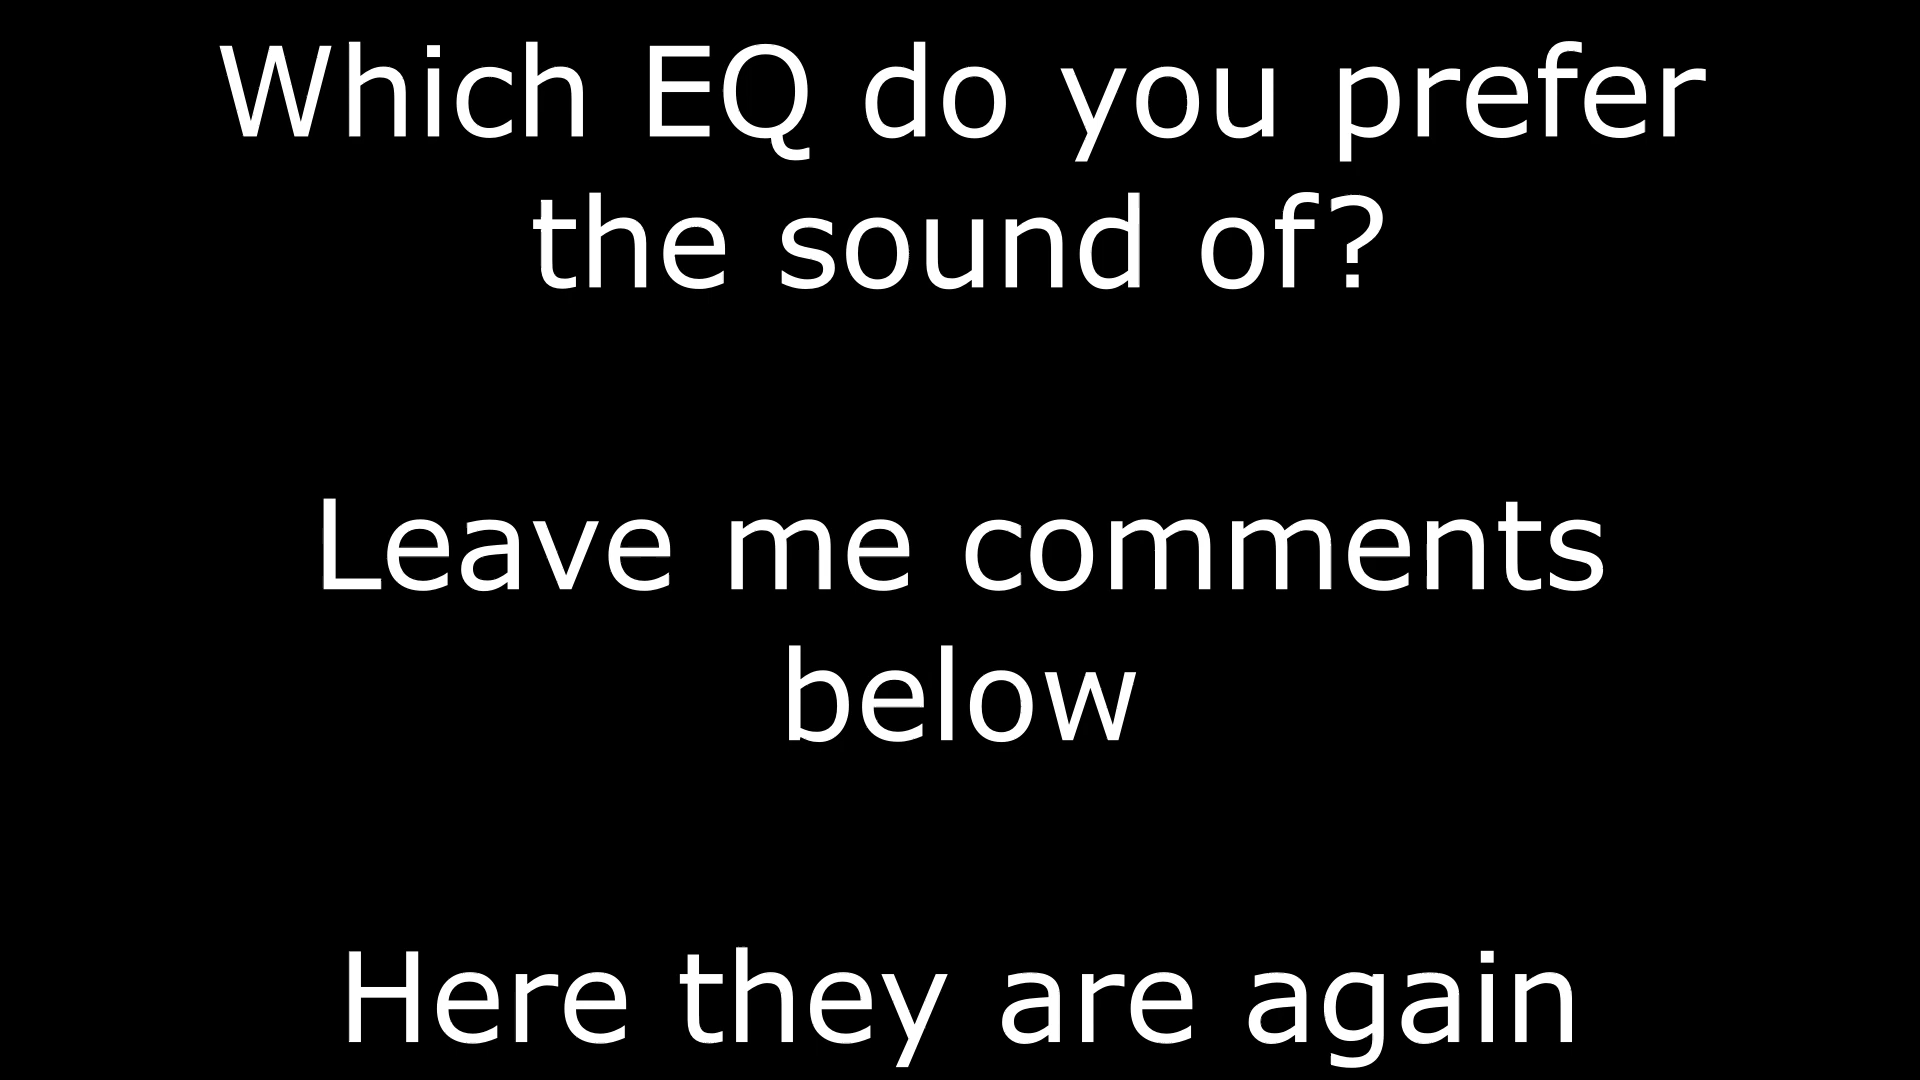 Which EQ do you prefer
the sound of?
Leave me comments
below
Here they are again